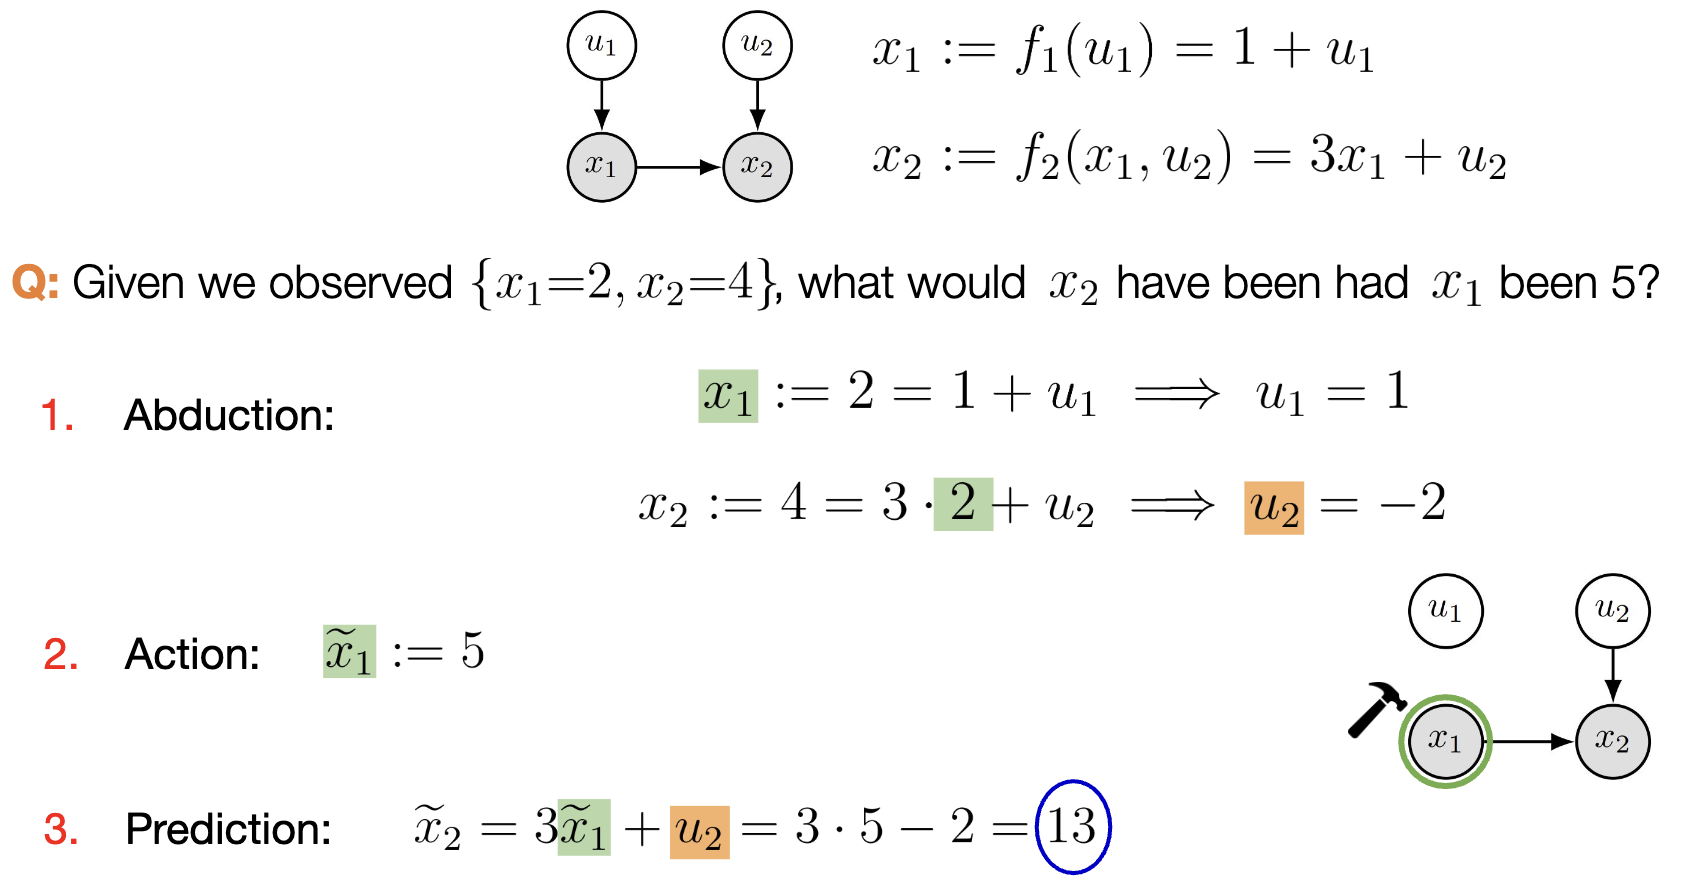 u₁ u₂ x₁ := f₁(u₁) = 1 + u₁
x₁ x₂ x₂ := f₂(x₁, u₂) = 3x₁ + u₂
Q: Given we observed {x₁=2, x₂=4}, what would x₂ have been had x₁ been 5?
1. Abduction: x₁ := 2 = 1 + u₁ ⟹ u₁ = 1
x₂ := 4 = 3 · 2 + u₂ ⟹ u₂ = −2
2. Action: x̃₁ := 5
u₁ u₂
x₁ x₂
3. Prediction: x̃₂ = 3x̃₁ + u₂ = 3 · 5 − 2 = 13